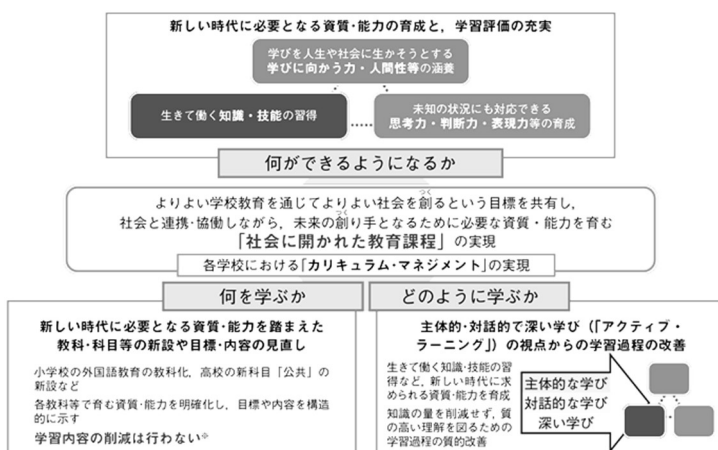 新しい時代に必要となる資質・能力の育成と，学習評価の充実
学びを人生や社会に生かそうとする
学びに向かう力・人間性等の涵養
生きて働く知識・技能の習得
未知の状況にも対応できる
思考力・判断力・表現力等の育成
何ができるようになるか
よりよい学校教育を通じてよりよい社会を創るという目標を共有し，
社会と連携・協働しながら，未来の創り手となるために必要な資質・能力を育む
「社会に開かれた教育課程」の実現
各学校における「カリキュラム・マネジメント」の実現
何を学ぶか
新しい時代に必要となる資質・能力を踏まえた
教科・科目等の新設や目標・内容の見直し
小学校の外国語教育の教科化，高校の新科目「公共」の
新設など
各教科等で育む資質・能力を明確化し，目標や内容を構造
的に示す
学習内容の削減は行わない※
どのように学ぶか
主体的・対話的で深い学び（「アクティブ・
ラーニング」）の視点からの学習過程の改善
生きて働く知識・技能の習
得など，新しい時代に求
められる資質・能力を育成
知識の量を削減せず，質
の高い理解を図るための
学習過程の質的改善
主体的な学び
対話的な学び
深い学び